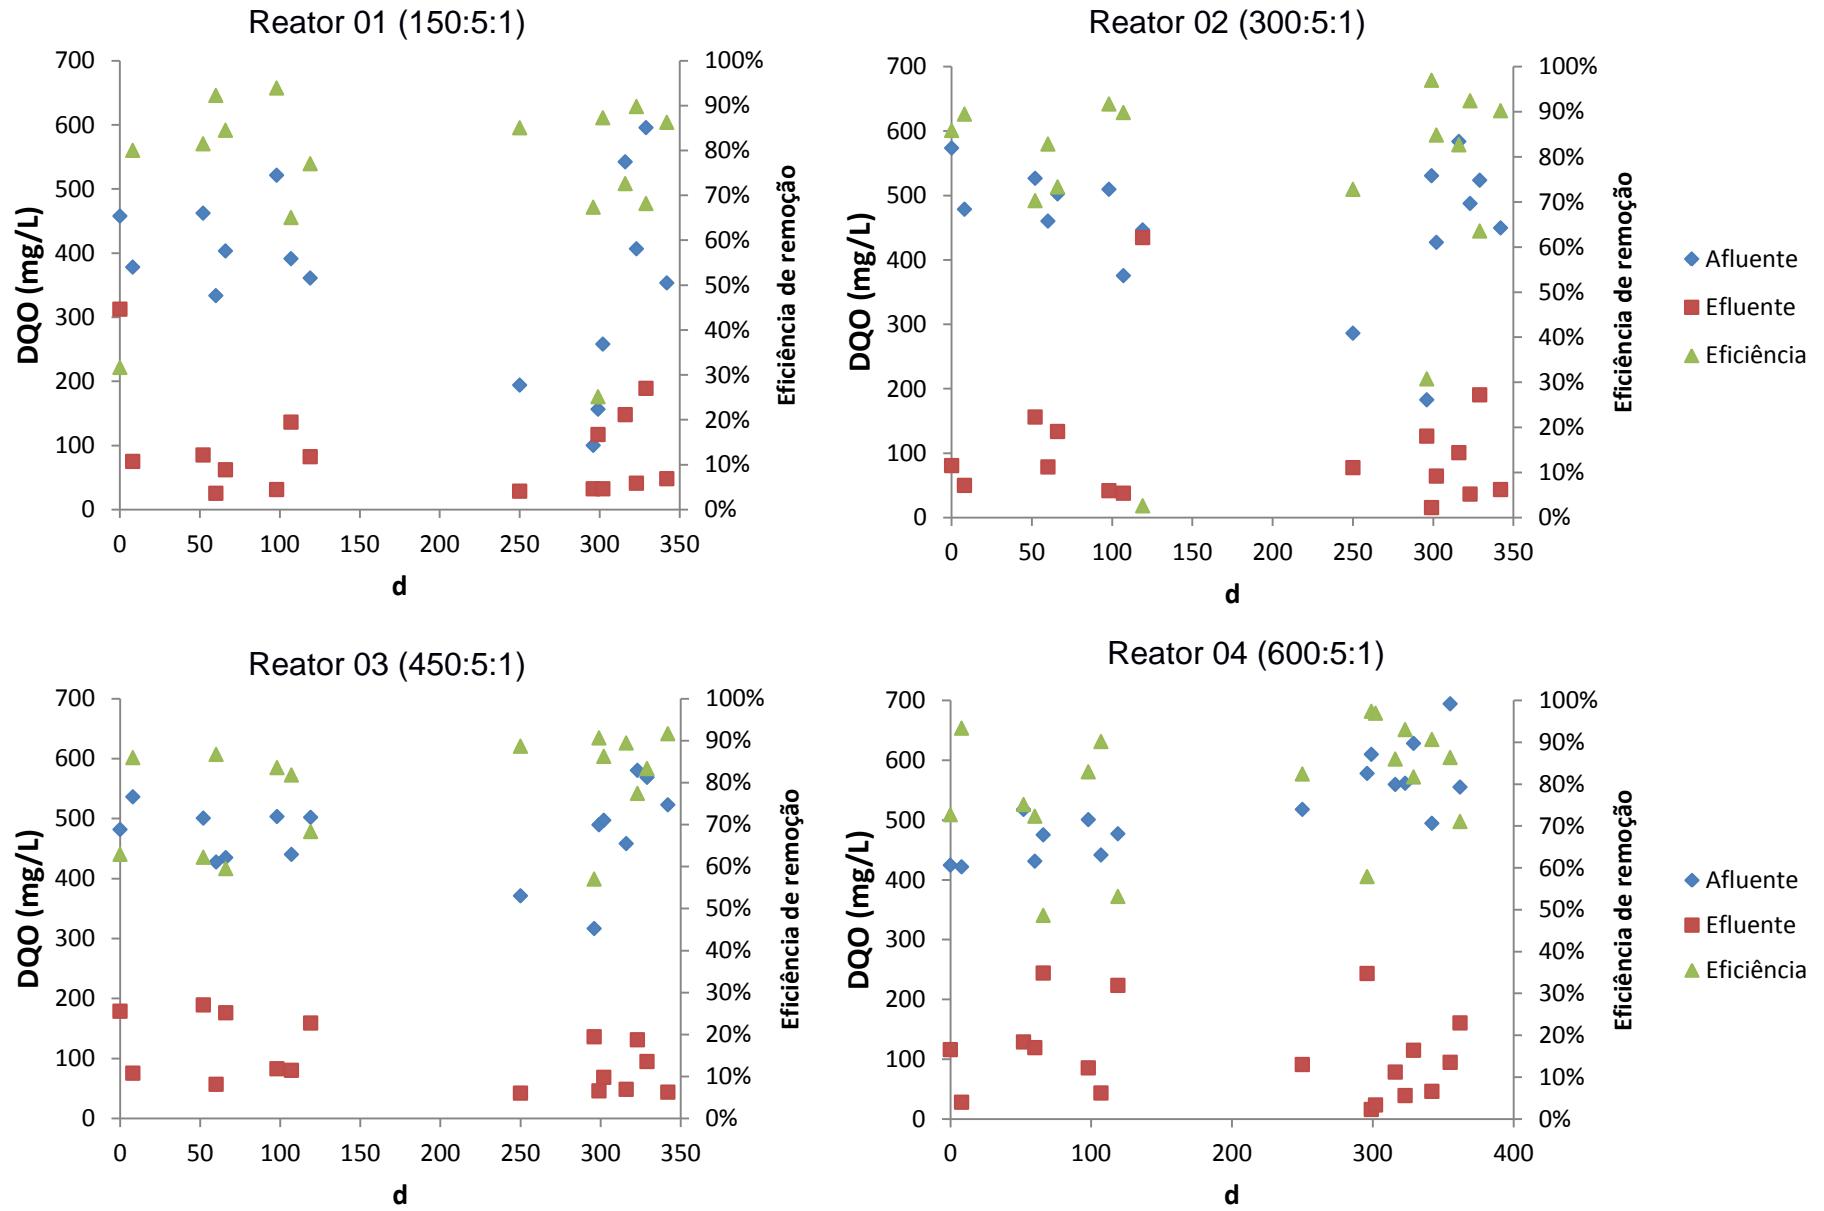 Reator 01 (150:5:1)
700
600
500
400
300
200
100
0
DQO (mg/L)
100%
90%
80%
70%
60%
50%
40%
30%
20%
10%
0%
Eficiência de remoção
0 50 100 150 200 250 300 350
d
Reator 02 (300:5:1)
700
600
500
400
300
200
100
0
DQO (mg/L)
100%
90%
80%
70%
60%
50%
40%
30%
20%
10%
0%
Eficiência de remoção
0 50 100 150 200 250 300 350
d
Afluente
Efluente
Eficiência
Reator 03 (450:5:1)
700
600
500
400
300
200
100
0
DQO (mg/L)
100%
90%
80%
70%
60%
50%
40%
30%
20%
10%
0%
Eficiência de remoção
0 50 100 150 200 250 300 350
d
Reator 04 (600:5:1)
700
600
500
400
300
200
100
0
DQO (mg/L)
100%
90%
80%
70%
60%
50%
40%
30%
20%
10%
0%
Eficiência de remoção
0 100 200 300 400
d
Afluente
Efluente
Eficiência